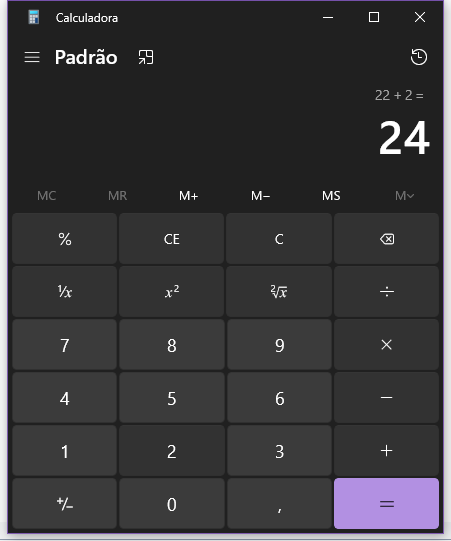 Calculadora
Padrão
22 + 2 =
24
MC MR M+ M− MS M
% CE C
⅟x x² ²√x ÷
7 8 9 ×
4 5 6 −
1 2 3 +
+/− 0 , =